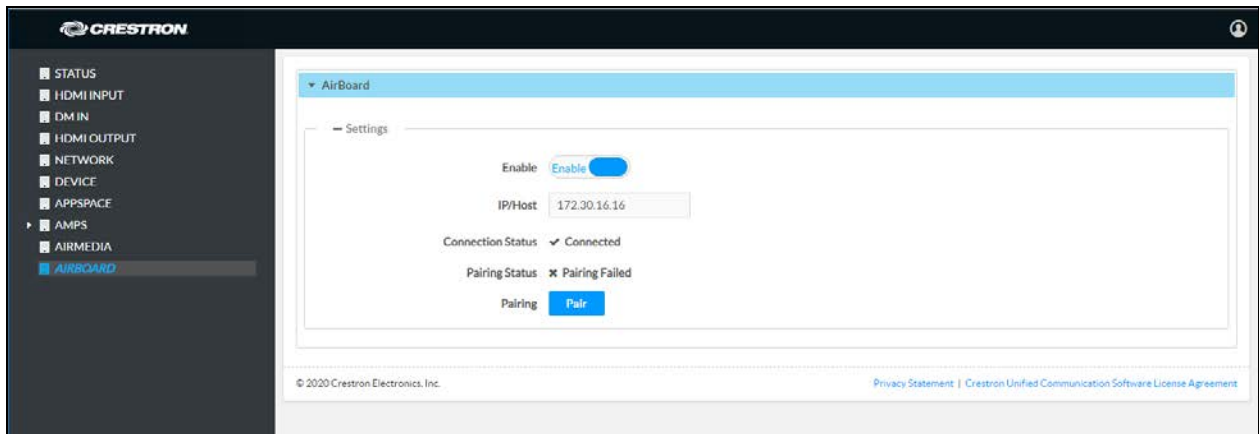 CRESTRON
STATUS
HDMI INPUT
DM IN
HDMI OUTPUT
NETWORK
DEVICE
APPSPACE
AMPS
AIRMEDIA
AIRBOARD
AirBoard
Settings
Enable Enable
IP/Host 172.30.16.16
Connection Status Connected
Pairing Status Pairing Failed
Pairing Pair
© 2020 Crestron Electronics, Inc.
Privacy Statement | Crestron Unified Communication Software License Agreement